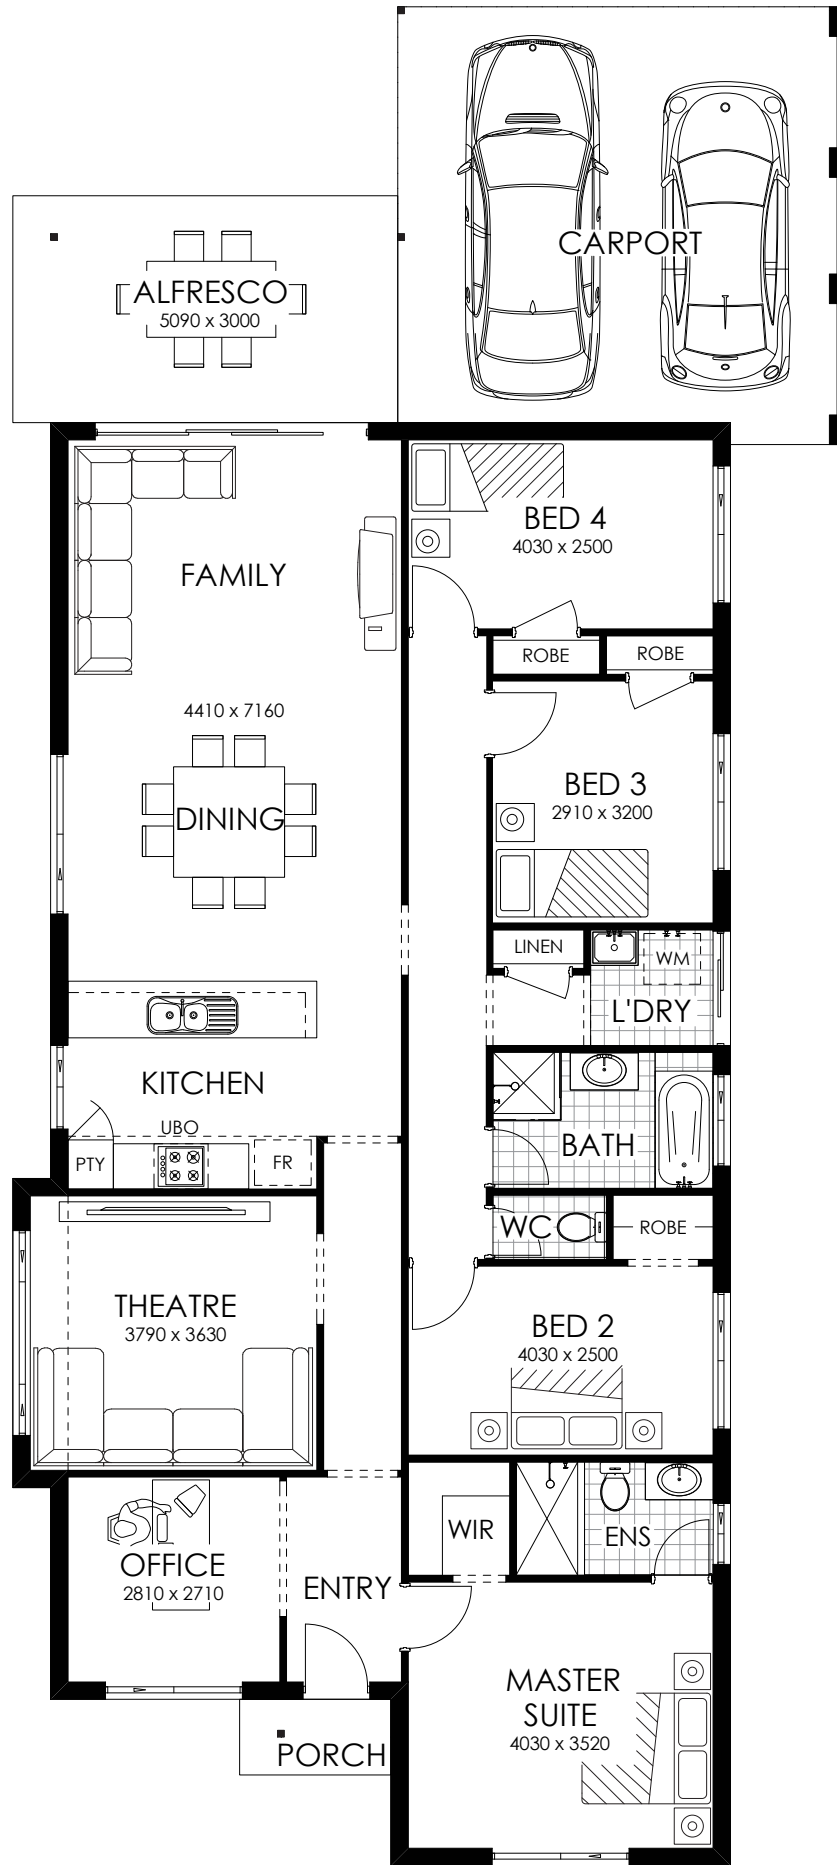 CARPORT
ALFRESCO
5090 x 3000
BED 4
4030 x 2500
FAMILY
ROBE
ROBE
4410 x 7160
BED 3
2910 x 3200
DINING
LINEN
WM
L'DRY
KITCHEN
UBO
BATH
PTY
FR
WC
ROBE
THEATRE
3790 x 3630
BED 2
4030 x 2500
WIR
ENS
OFFICE
2810 x 2710
ENTRY
MASTER
SUITE
4030 x 3520
PORCH